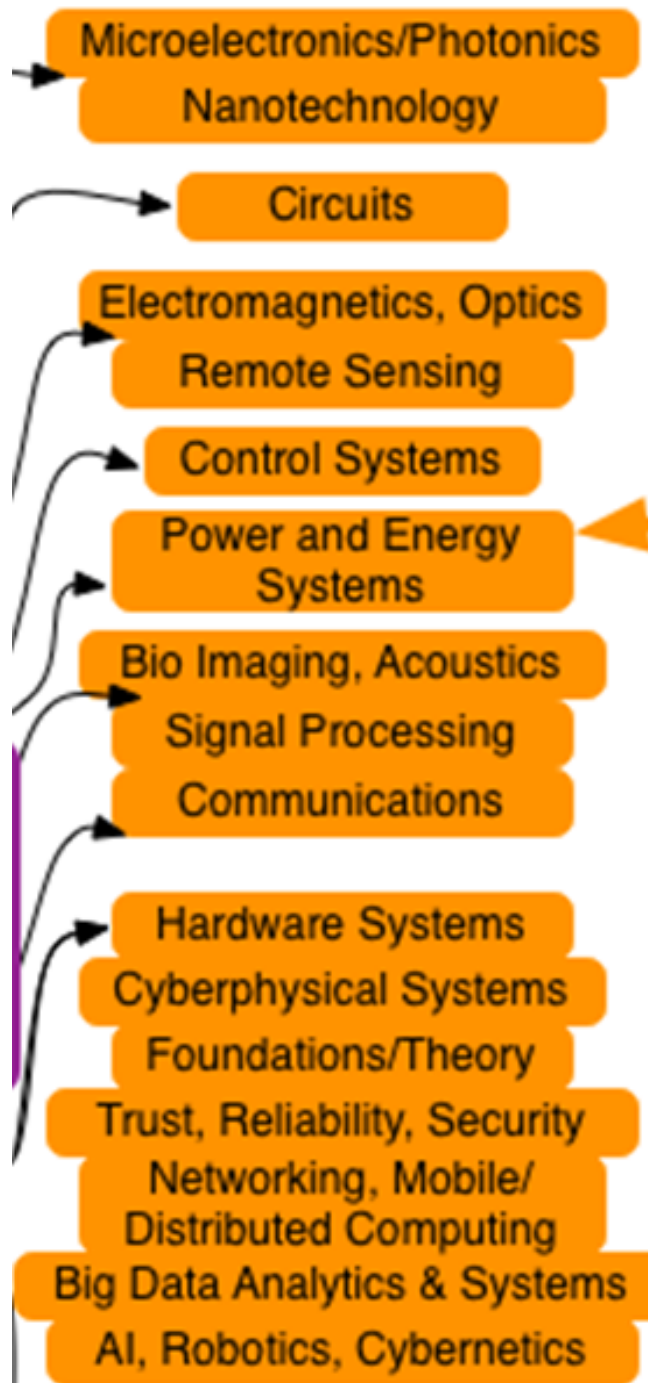 Microelectronics/Photonics
Nanotechnology
Circuits
Electromagnetics, Optics
Remote Sensing
Control Systems
Power and Energy
Systems
Bio Imaging, Acoustics
Signal Processing
Communications
Hardware Systems
Cyberphysical Systems
Foundations/Theory
Trust, Reliability, Security
Networking, Mobile/
Distributed Computing
Big Data Analytics & Systems
AI, Robotics, Cybernetics